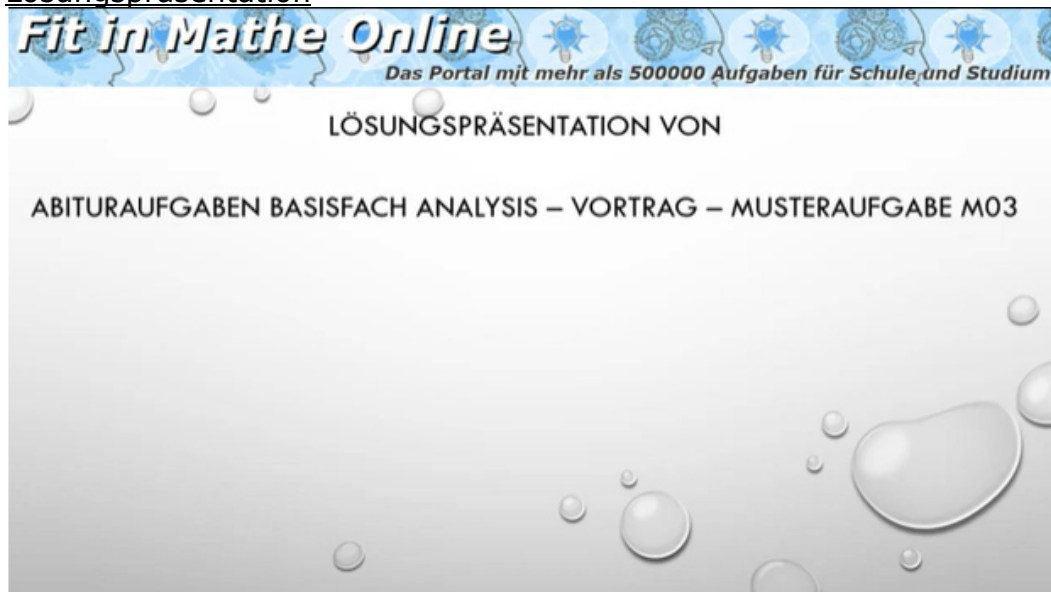 Lösungspräsentation
Fit in Mathe Online
Das Portal mit mehr als 500000 Aufgaben für Schule und Studium
LÖSUNGSPRÄSENTATION VON
ABITURAUFGABEN BASISFACH ANALYSIS – VORTRAG – MUSTERAUFGABE M03